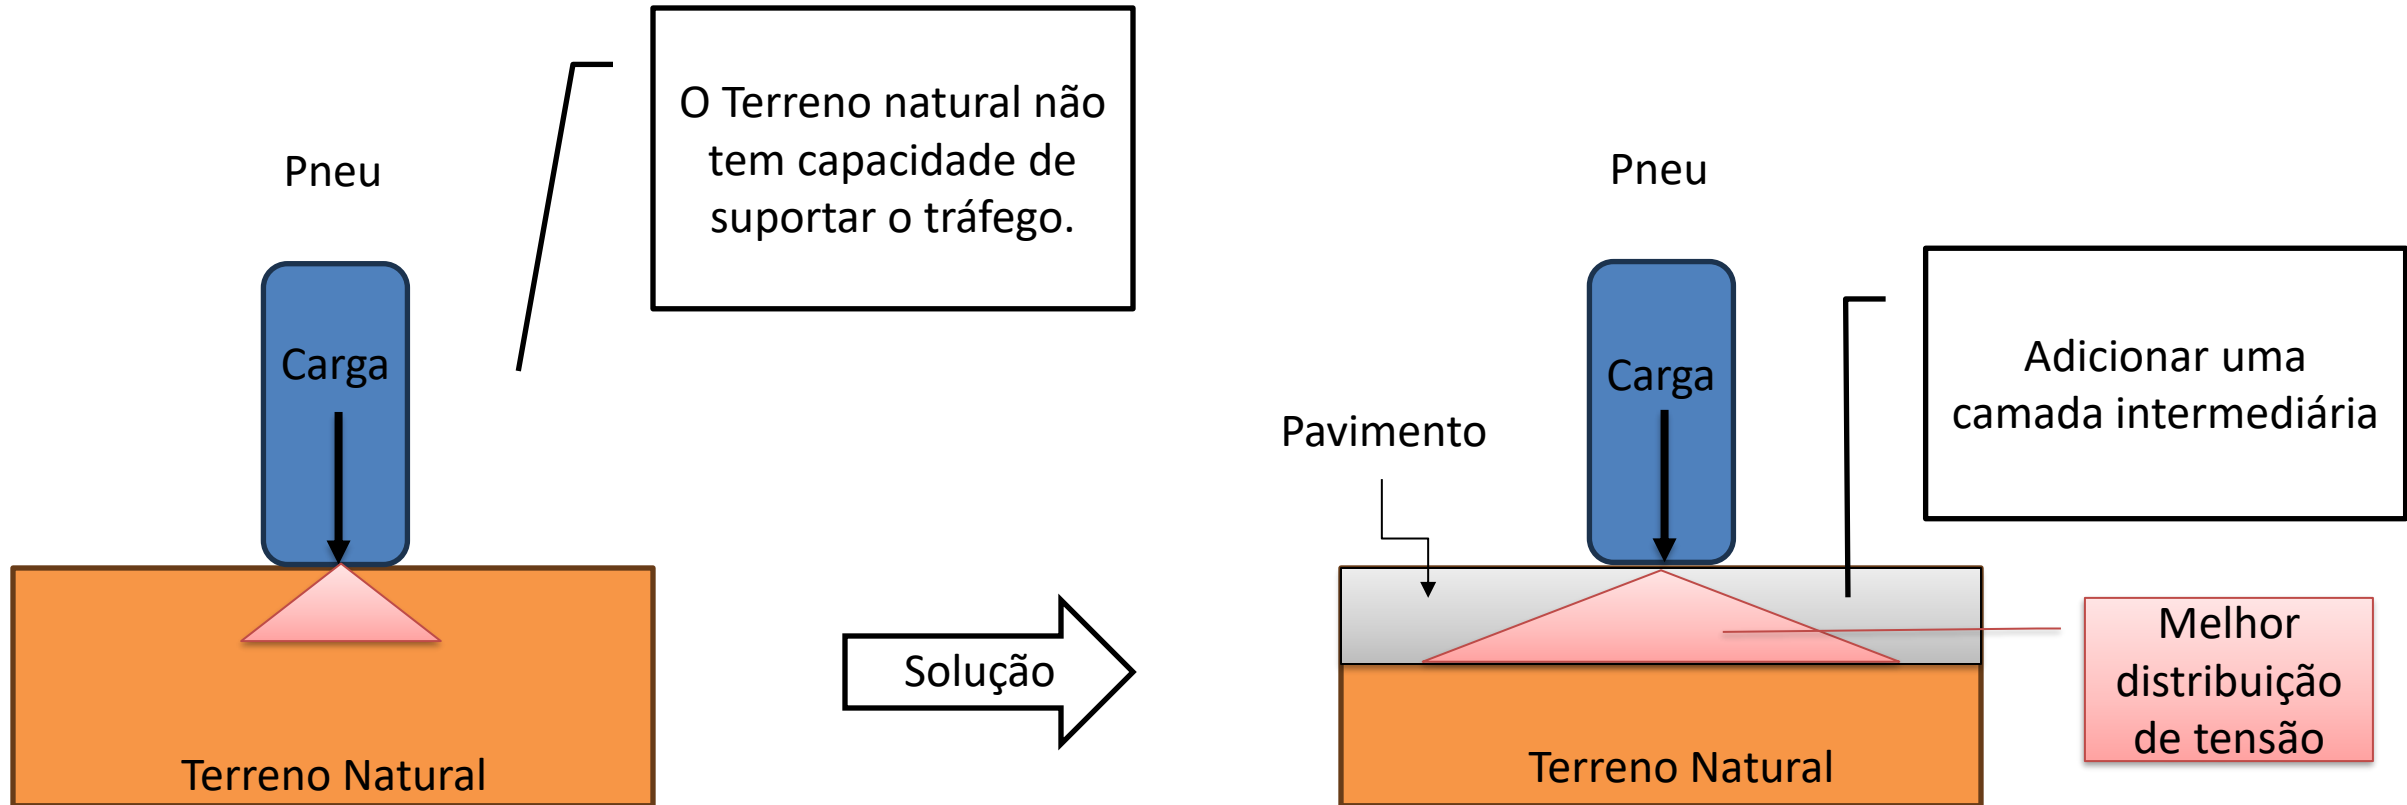 O Terreno natural não
tem capacidade de
suportar o tráfego.
Pneu
Carga
Terreno Natural
Solução
Pneu
Carga
Pavimento
Adicionar uma
camada intermediária
Melhor
distribuição
de tensão
Terreno Natural